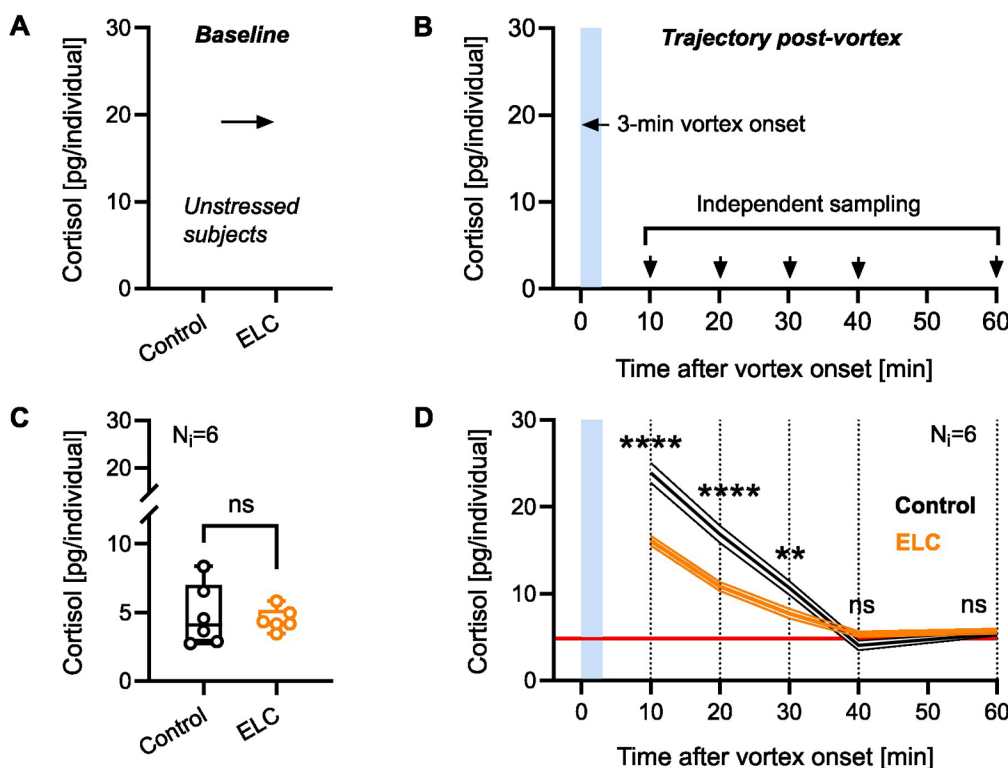 A
Baseline
Cortisol [pg/individual]
30
20
10
0
Unstressed
subjects
Control
ELC
B
Trajectory post-vortex
Cortisol [pg/individual]
30
20
10
0
3-min vortex onset
Independent sampling
0 10 20 30 40 50 60
Time after vortex onset [min]
C
Cortisol [pg/individual]
30
20
10
5
0
Ni=6
ns
Control
ELC
D
Cortisol [pg/individual]
30
20
10
0
Ni=6
****
****
**
ns
ns
Control
ELC
0 10 20 30 40 50 60
Time after vortex onset [min]